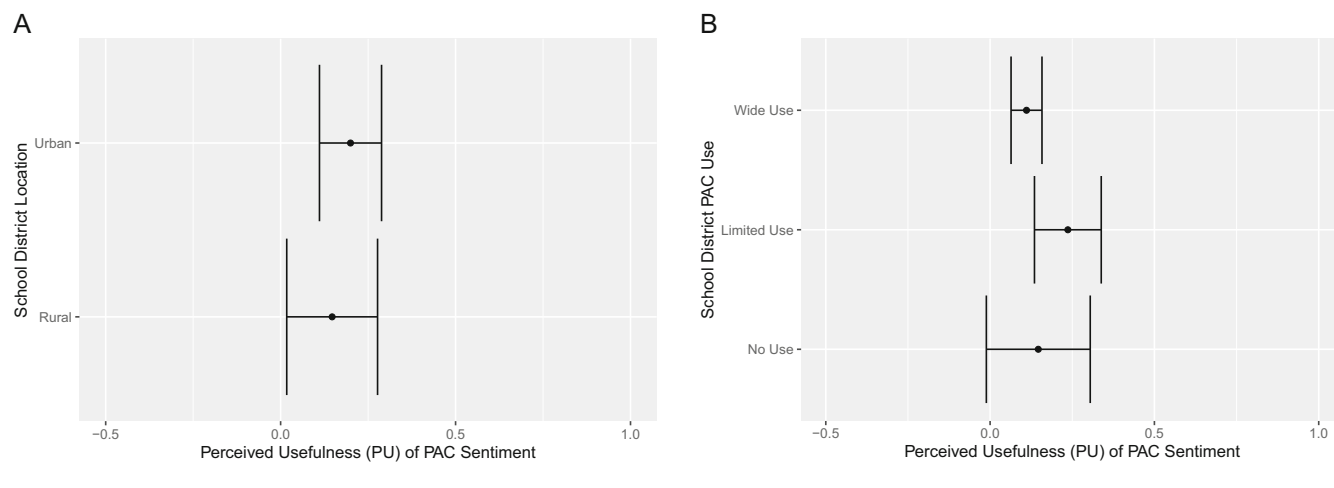 A
School District Location
Urban
Rural
−0.5 0.0 0.5 1.0
Perceived Usefulness (PU) of PAC Sentiment
B
School District PAC Use
Wide Use
Limited Use
No Use
−0.5 0.0 0.5 1.0
Perceived Usefulness (PU) of PAC Sentiment